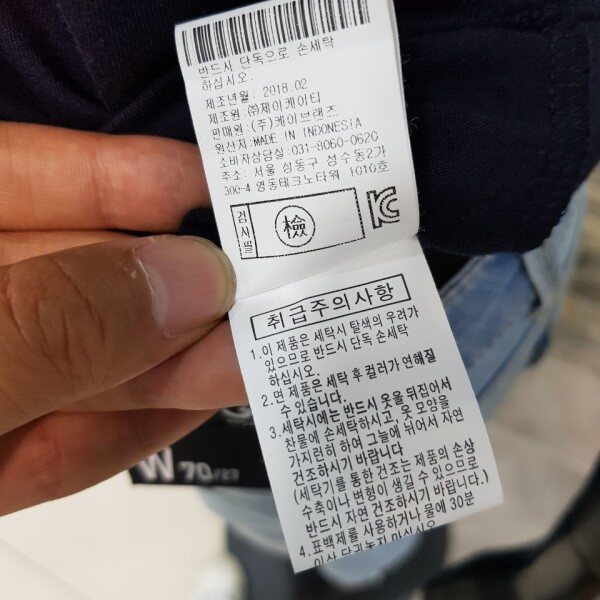 반드시 단독으로 손세탁
하십시오.
제조년월: 2018.02
제조원:(주)제이케이티
판매원:(주)케이브랜즈
원산지:MADE IN INDONESIA
소비자상담실:031-8060-0620
주소: 서울 성동구 성수동2가
300-4 영동테크노타워 1010호
검사필
檢
취급주의사항
1.이 제품은 세탁시 탈색의 우려가
있으므로 반드시 단독 손세탁
하십시오.
2.면 제품은 세탁 후 컬러가 연해질
수 있습니다.
3.세탁시에는 반드시 옷을 뒤집어서
찬물에 손세탁하시고, 옷 모양을
가지런히 하여 그늘에 뉘어서 자연
건조하시기 바랍니다
(세탁기를 통한 건조는 제품의 손상
수축이나 변형이 생길 수 있으므로
반드시 자연 건조하시기 바랍니다.)
4.표백제를 사용하거나 물에 30분
이상 담궈놓지 마십시오
W 70/27